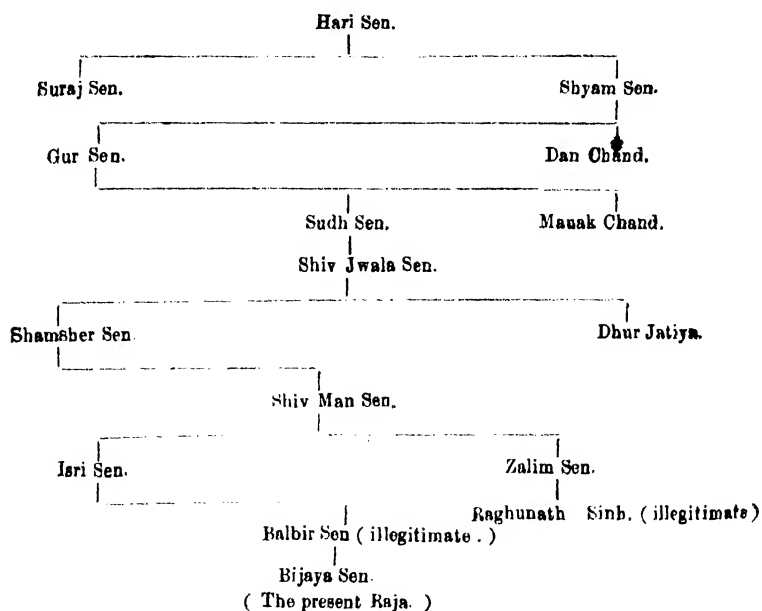 Hari Sen.
Suraj Sen. Shyam Sen.
Gur Sen. Dan Chand.
Sudh Sen. Manak Chand.
Shiv Jwala Sen.
Shamsher Sen. Dhur Jatiya.
Shiv Man Sen.
Isri Sen. Zalim Sen.
Raghunath Sinh. (illegitimate)
Balbir Sen (illegitimate.)
Bijaya Sen.
(The present Raja.)